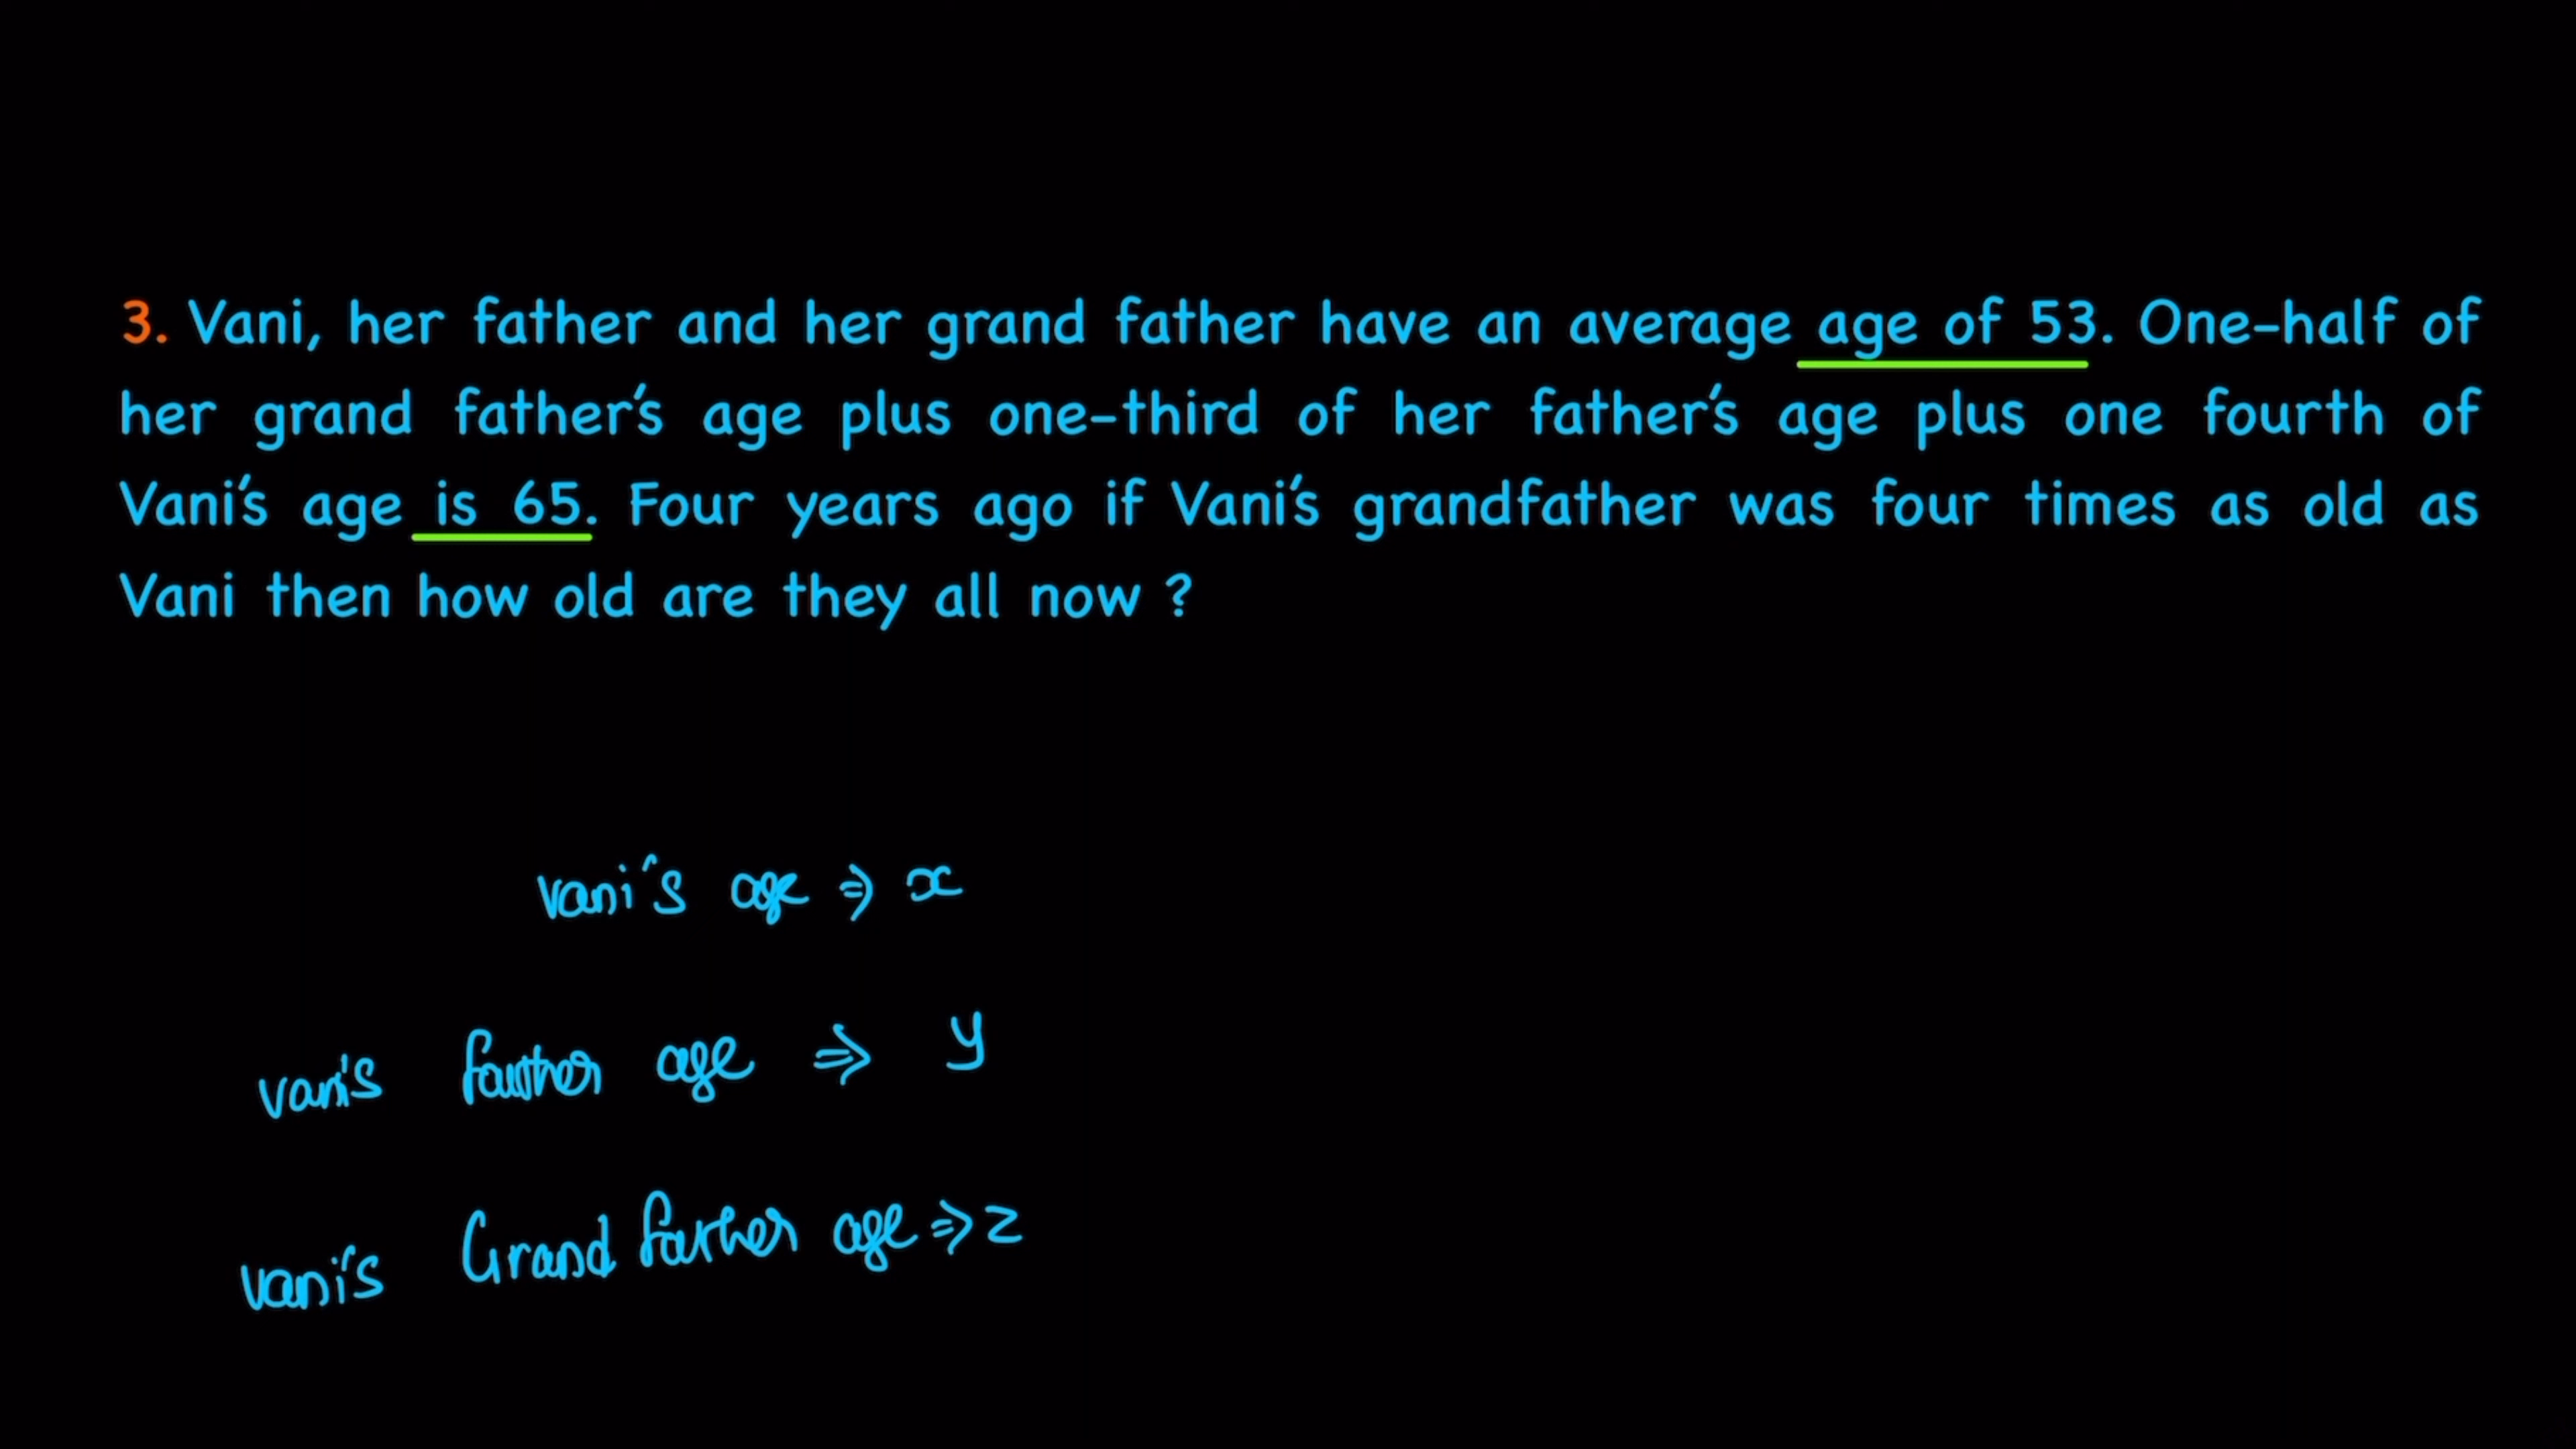 3. Vani, her father and her grand father have an average age of 53. One-half of
her grand father's age plus one-third of her father's age plus one fourth of
Vani's age is 65. Four years ago if Vani's grandfather was four times as old as
Vani then how old are they all now ?
vani's age ⇒ x
vani's father age ⇒ y
vani's Grand father age ⇒ z